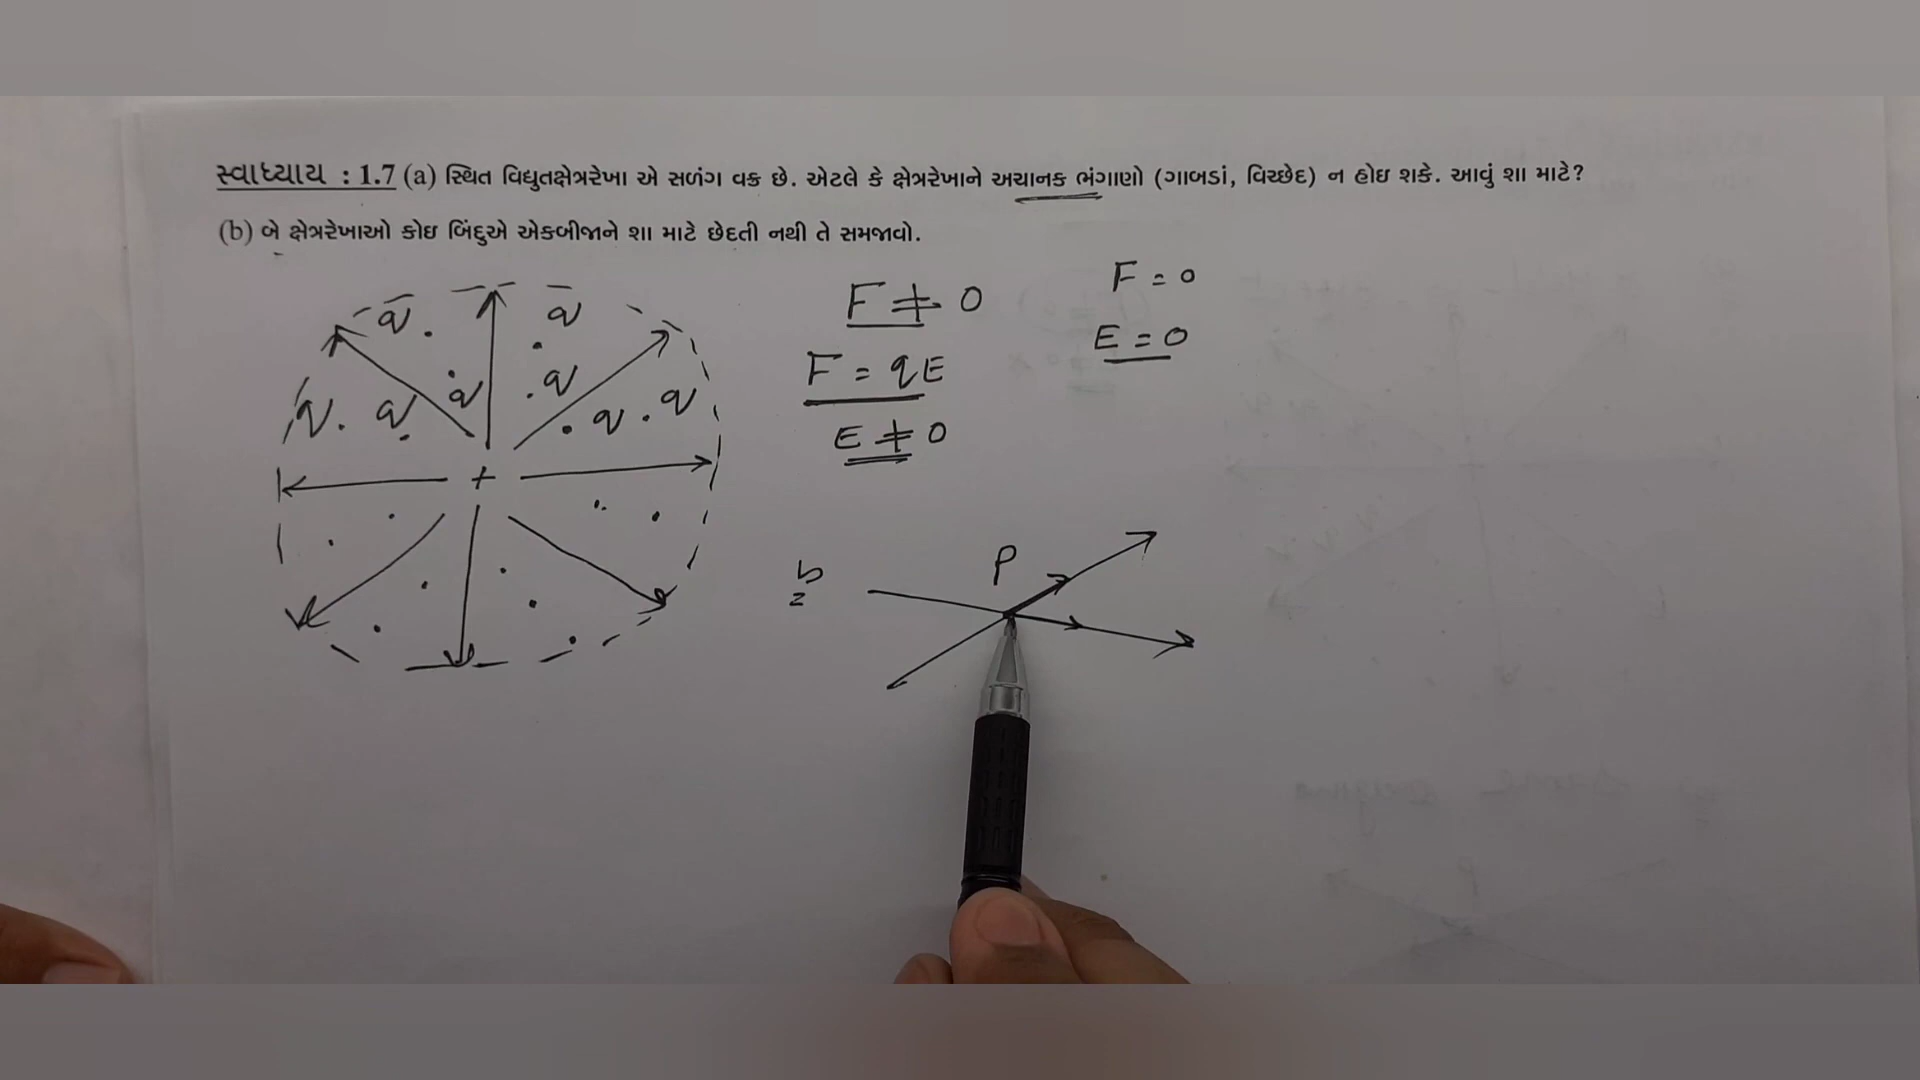 સ્વાધ્યાય : 1.7 (a) સ્થિત વિદ્યુતક્ષેત્રરેખા એ સળંગ વક્ર છે. એટલે કે ક્ષેત્રરેખાને અચાનક ભંગાણો (ગાબડાં, વિચ્છેદ) ન હોઇ શકે. આવું શા માટે?
(b) બે ક્ષેત્રરેખાઓ કોઇ બિંદુએ એકબીજાને શા માટે છેદતી નથી તે સમજાવો.
q q
q q q q q q
+
F ≠ 0
F = qE
E ≠ 0
F = 0
E = 0
b
P